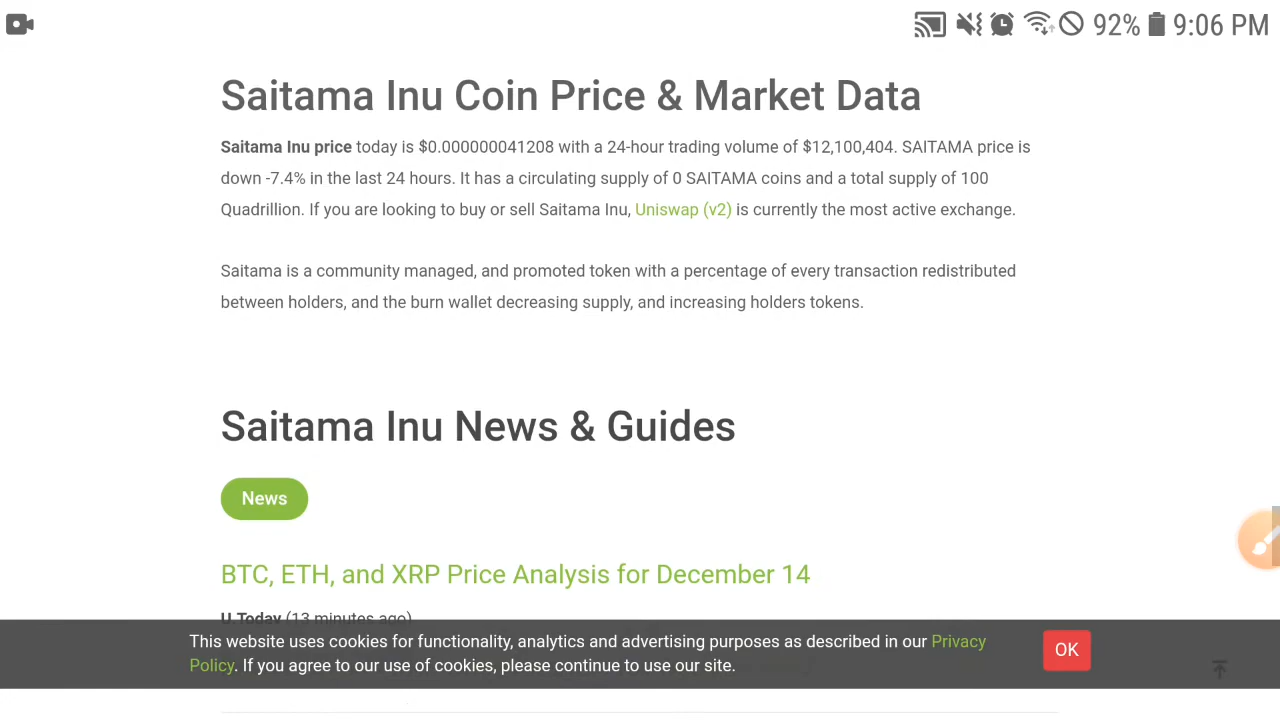 92% 9:06 PM
Saitama Inu Coin Price & Market Data
Saitama Inu price today is $0.000000041208 with a 24-hour trading volume of $12,100,404. SAITAMA price is
down -7.4% in the last 24 hours. It has a circulating supply of 0 SAITAMA coins and a total supply of 100
Quadrillion. If you are looking to buy or sell Saitama Inu, Uniswap (v2) is currently the most active exchange.
Saitama is a community managed, and promoted token with a percentage of every transaction redistributed
between holders, and the burn wallet decreasing supply, and increasing holders tokens.
Saitama Inu News & Guides
News
BTC, ETH, and XRP Price Analysis for December 14
U.Today (13 minutes ago)
This website uses cookies for functionality, analytics and advertising purposes as described in our Privacy
Policy. If you agree to our use of cookies, please continue to use our site.
OK